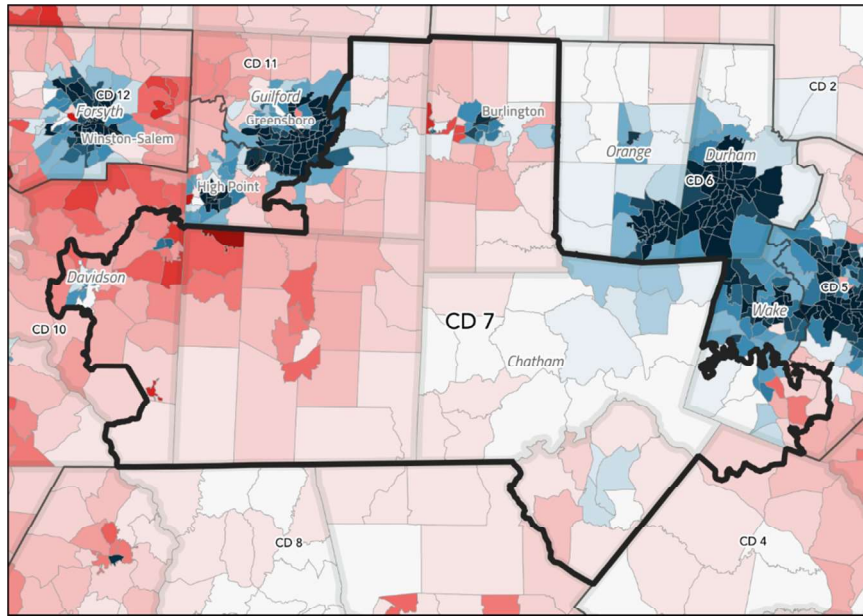 CD 11
CD 12
Forsyth
Winston-Salem
Guilford
Greensboro
High Point
Burlington
CD 2
Orange
Durham
CD 6
Davidson
CD 10
CD 7
Chatham
Wake
CD 5
CD 8
CD 4